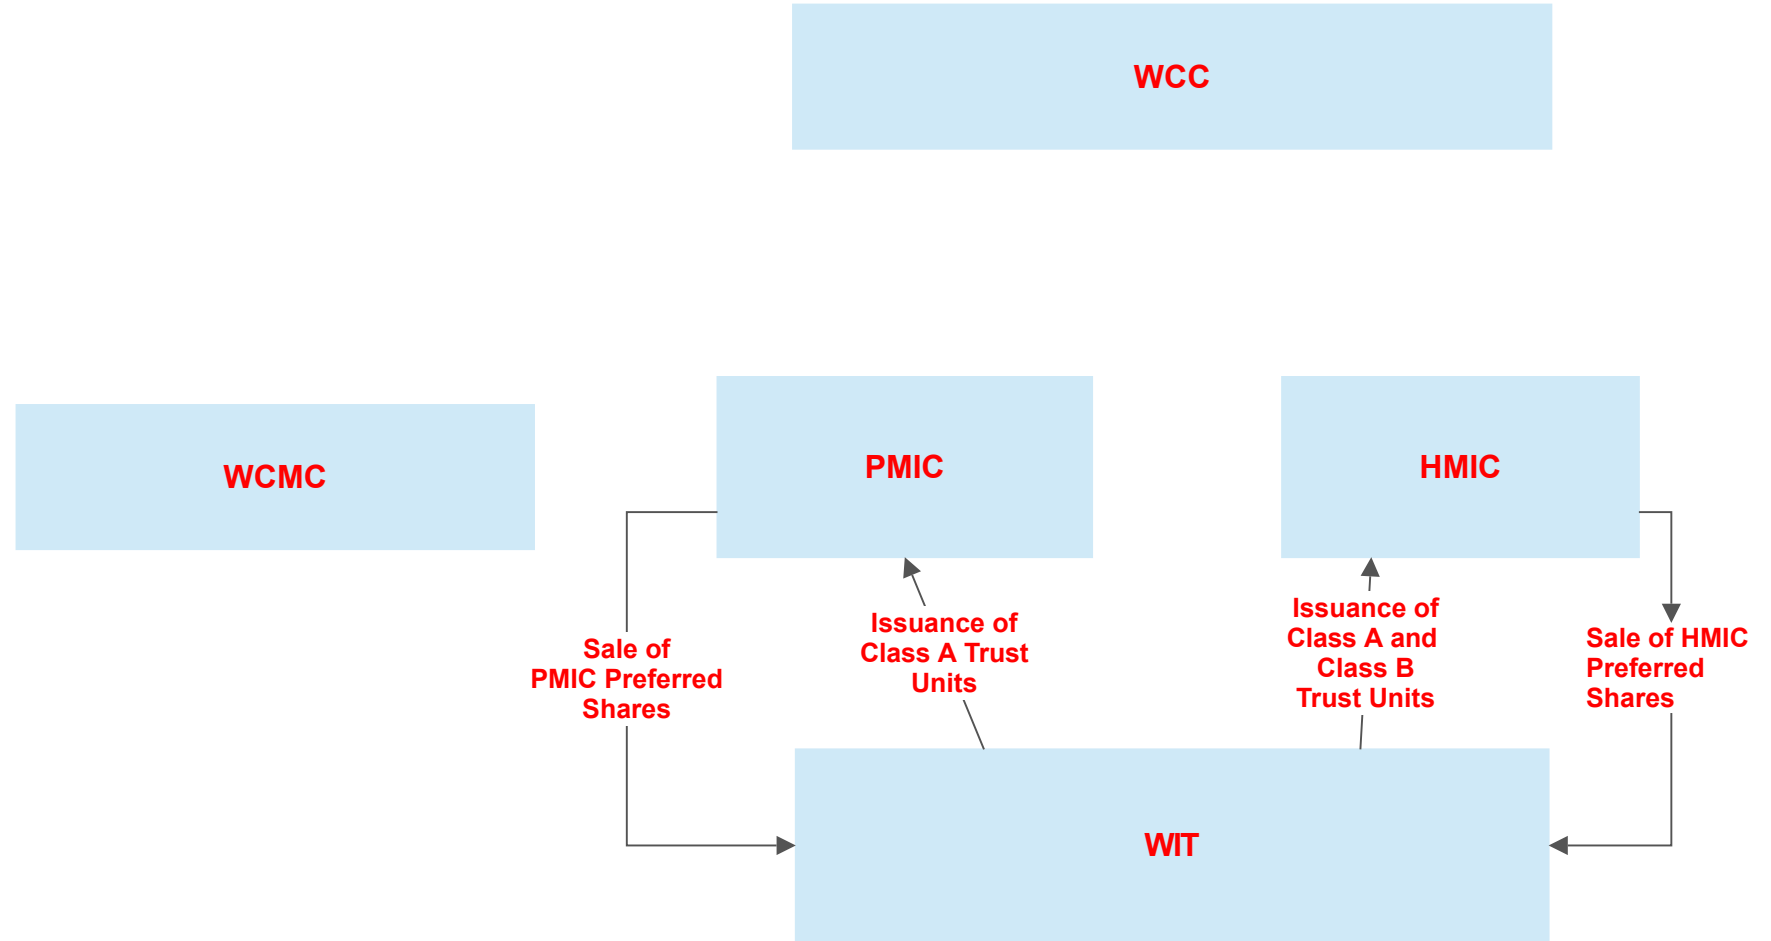 WCC
WCMC
PMIC
HMIC
Sale of
PMIC Preferred
Shares
Issuance of
Class A Trust
Units
Issuance of
Class A and
Class B
Trust Units
Sale of HMIC
Preferred
Shares
WIT